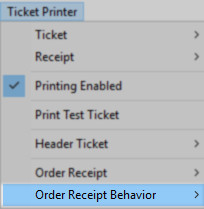 Ticket Printer
Ticket
Receipt
Printing Enabled
Print Test Ticket
Header Ticket
Order Receipt
Order Receipt Behavior